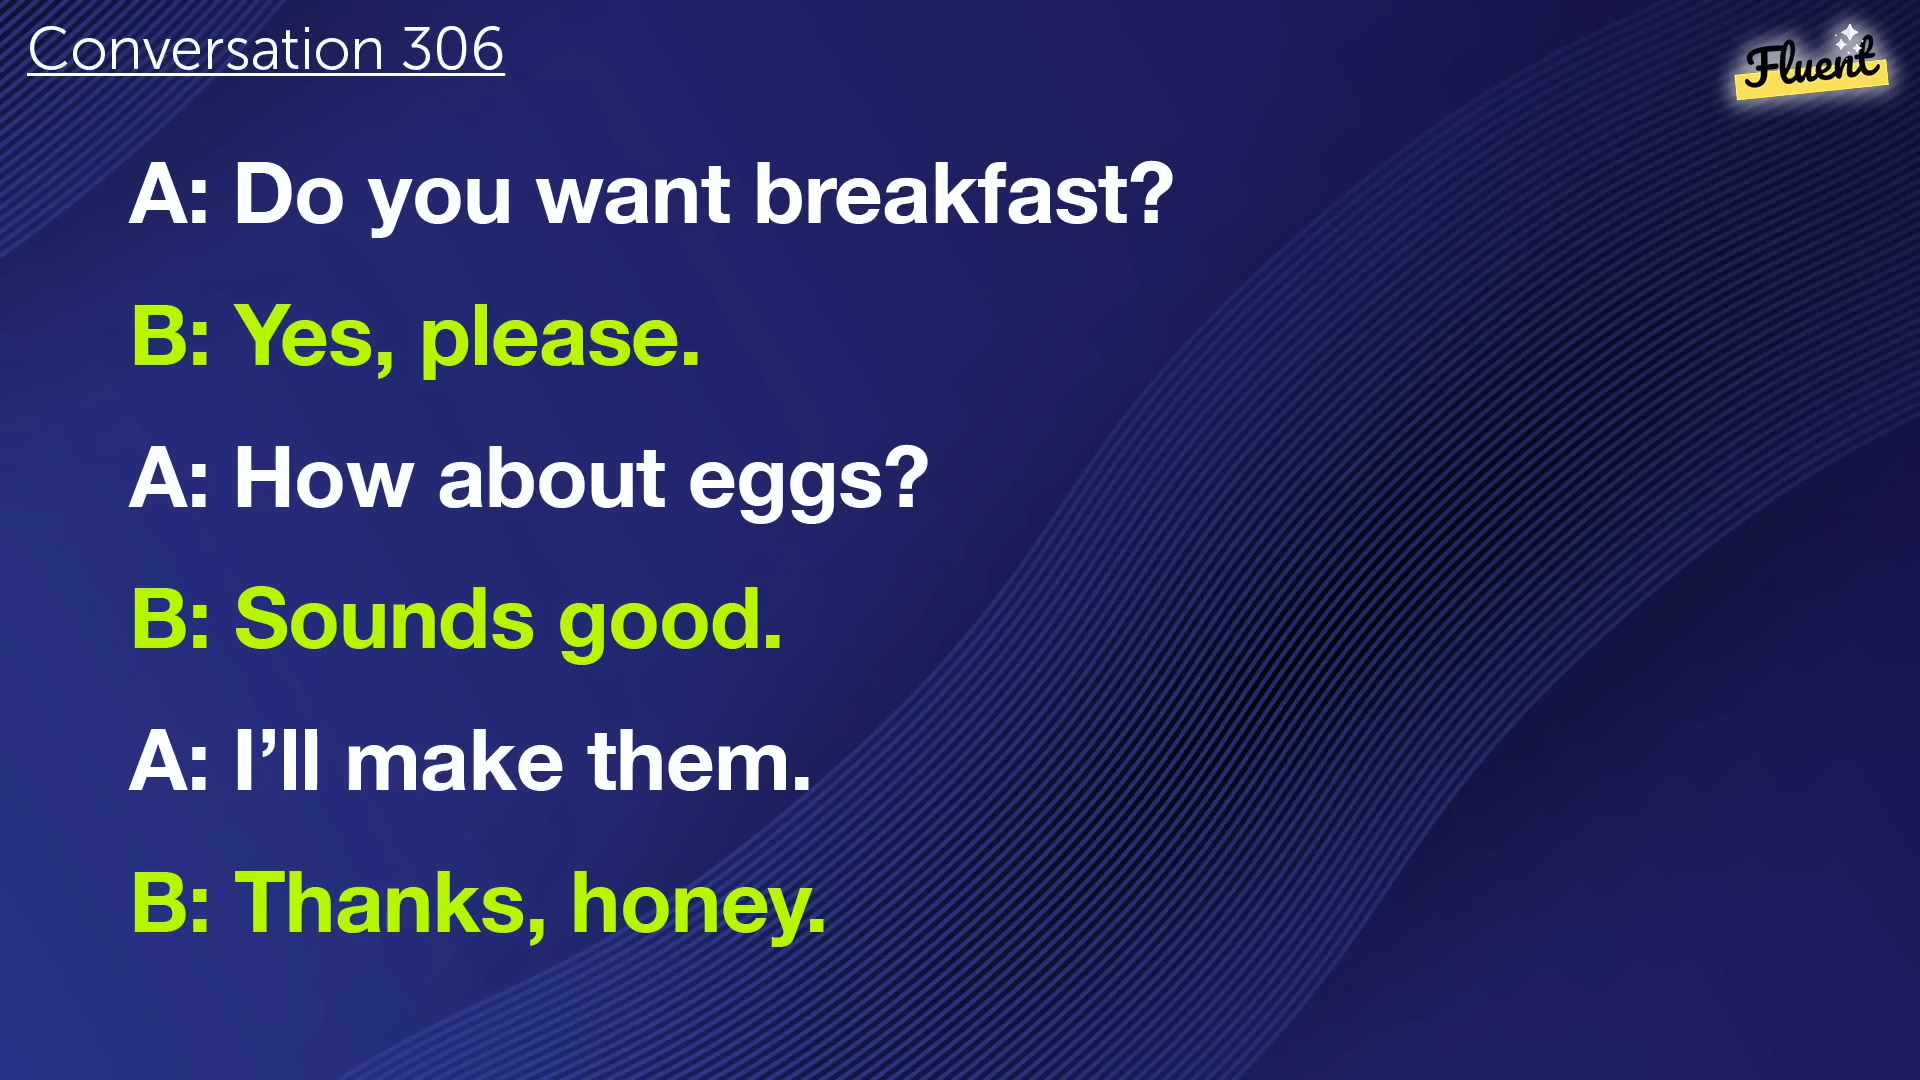 Conversation 306
Fluent
A: Do you want breakfast?
B: Yes, please.
A: How about eggs?
B: Sounds good.
A: I’ll make them.
B: Thanks, honey.